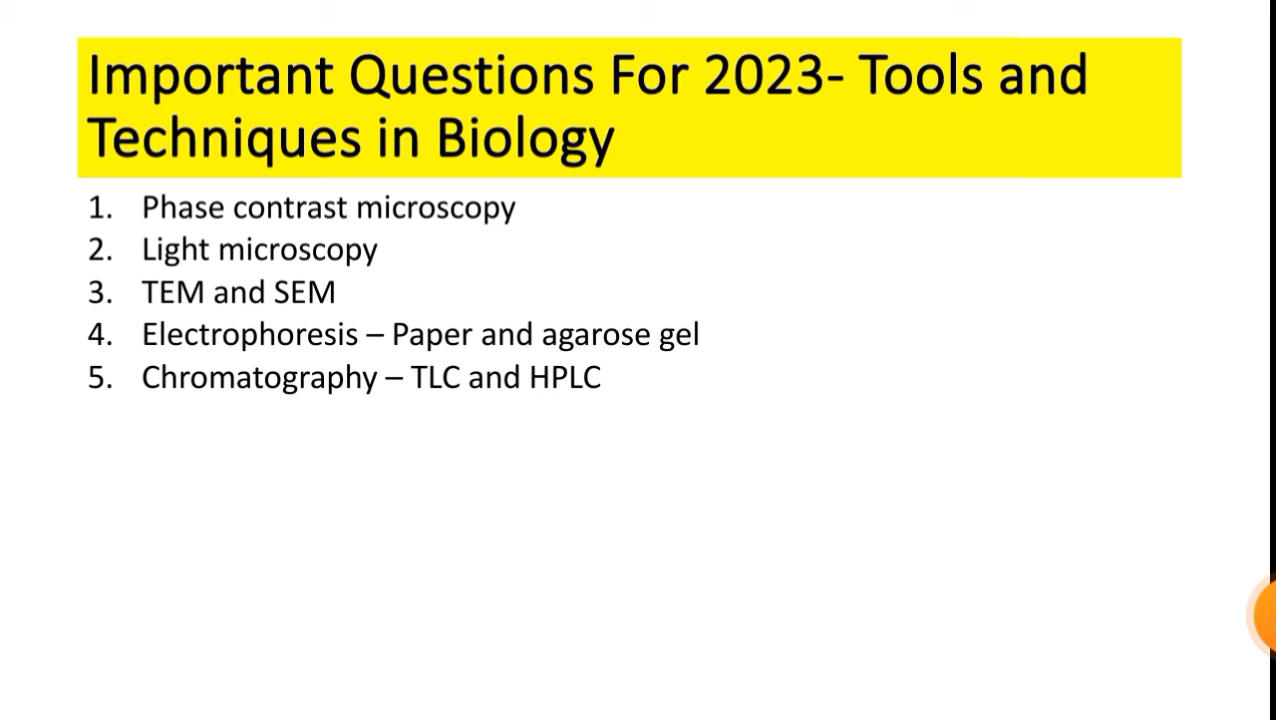 Important Questions For 2023- Tools and
Techniques in Biology
1. Phase contrast microscopy
2. Light microscopy
3. TEM and SEM
4. Electrophoresis – Paper and agarose gel
5. Chromatography – TLC and HPLC